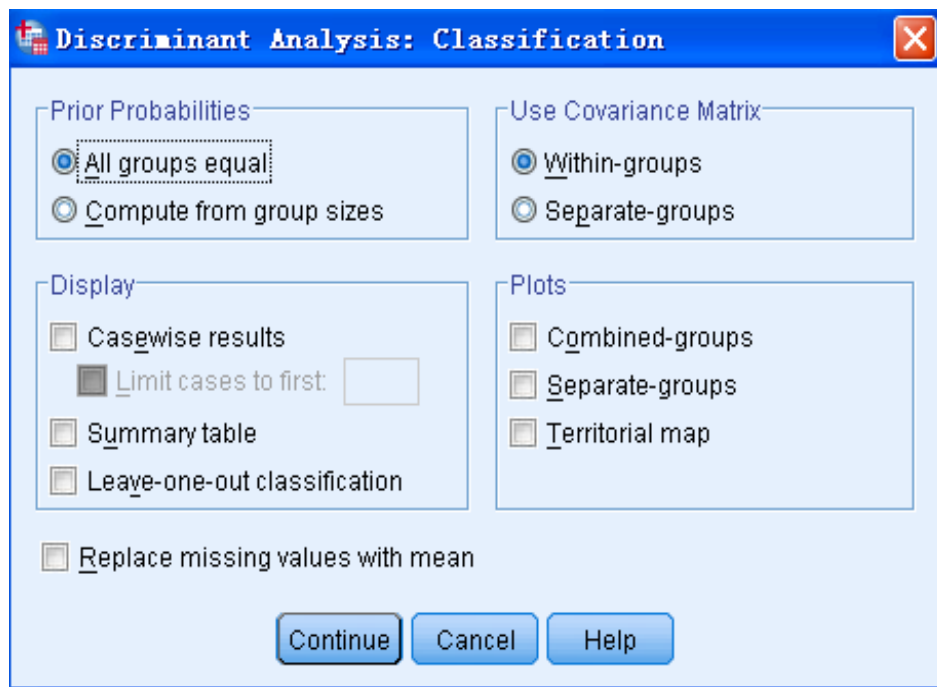 Discriminant Analysis: Classification
Prior Probabilities
All groups equal
Compute from group sizes
Use Covariance Matrix
Within-groups
Separate-groups
Display
Casewise results
Limit cases to first:
Summary table
Leave-one-out classification
Plots
Combined-groups
Separate-groups
Territorial map
Replace missing values with mean
Continue
Cancel
Help